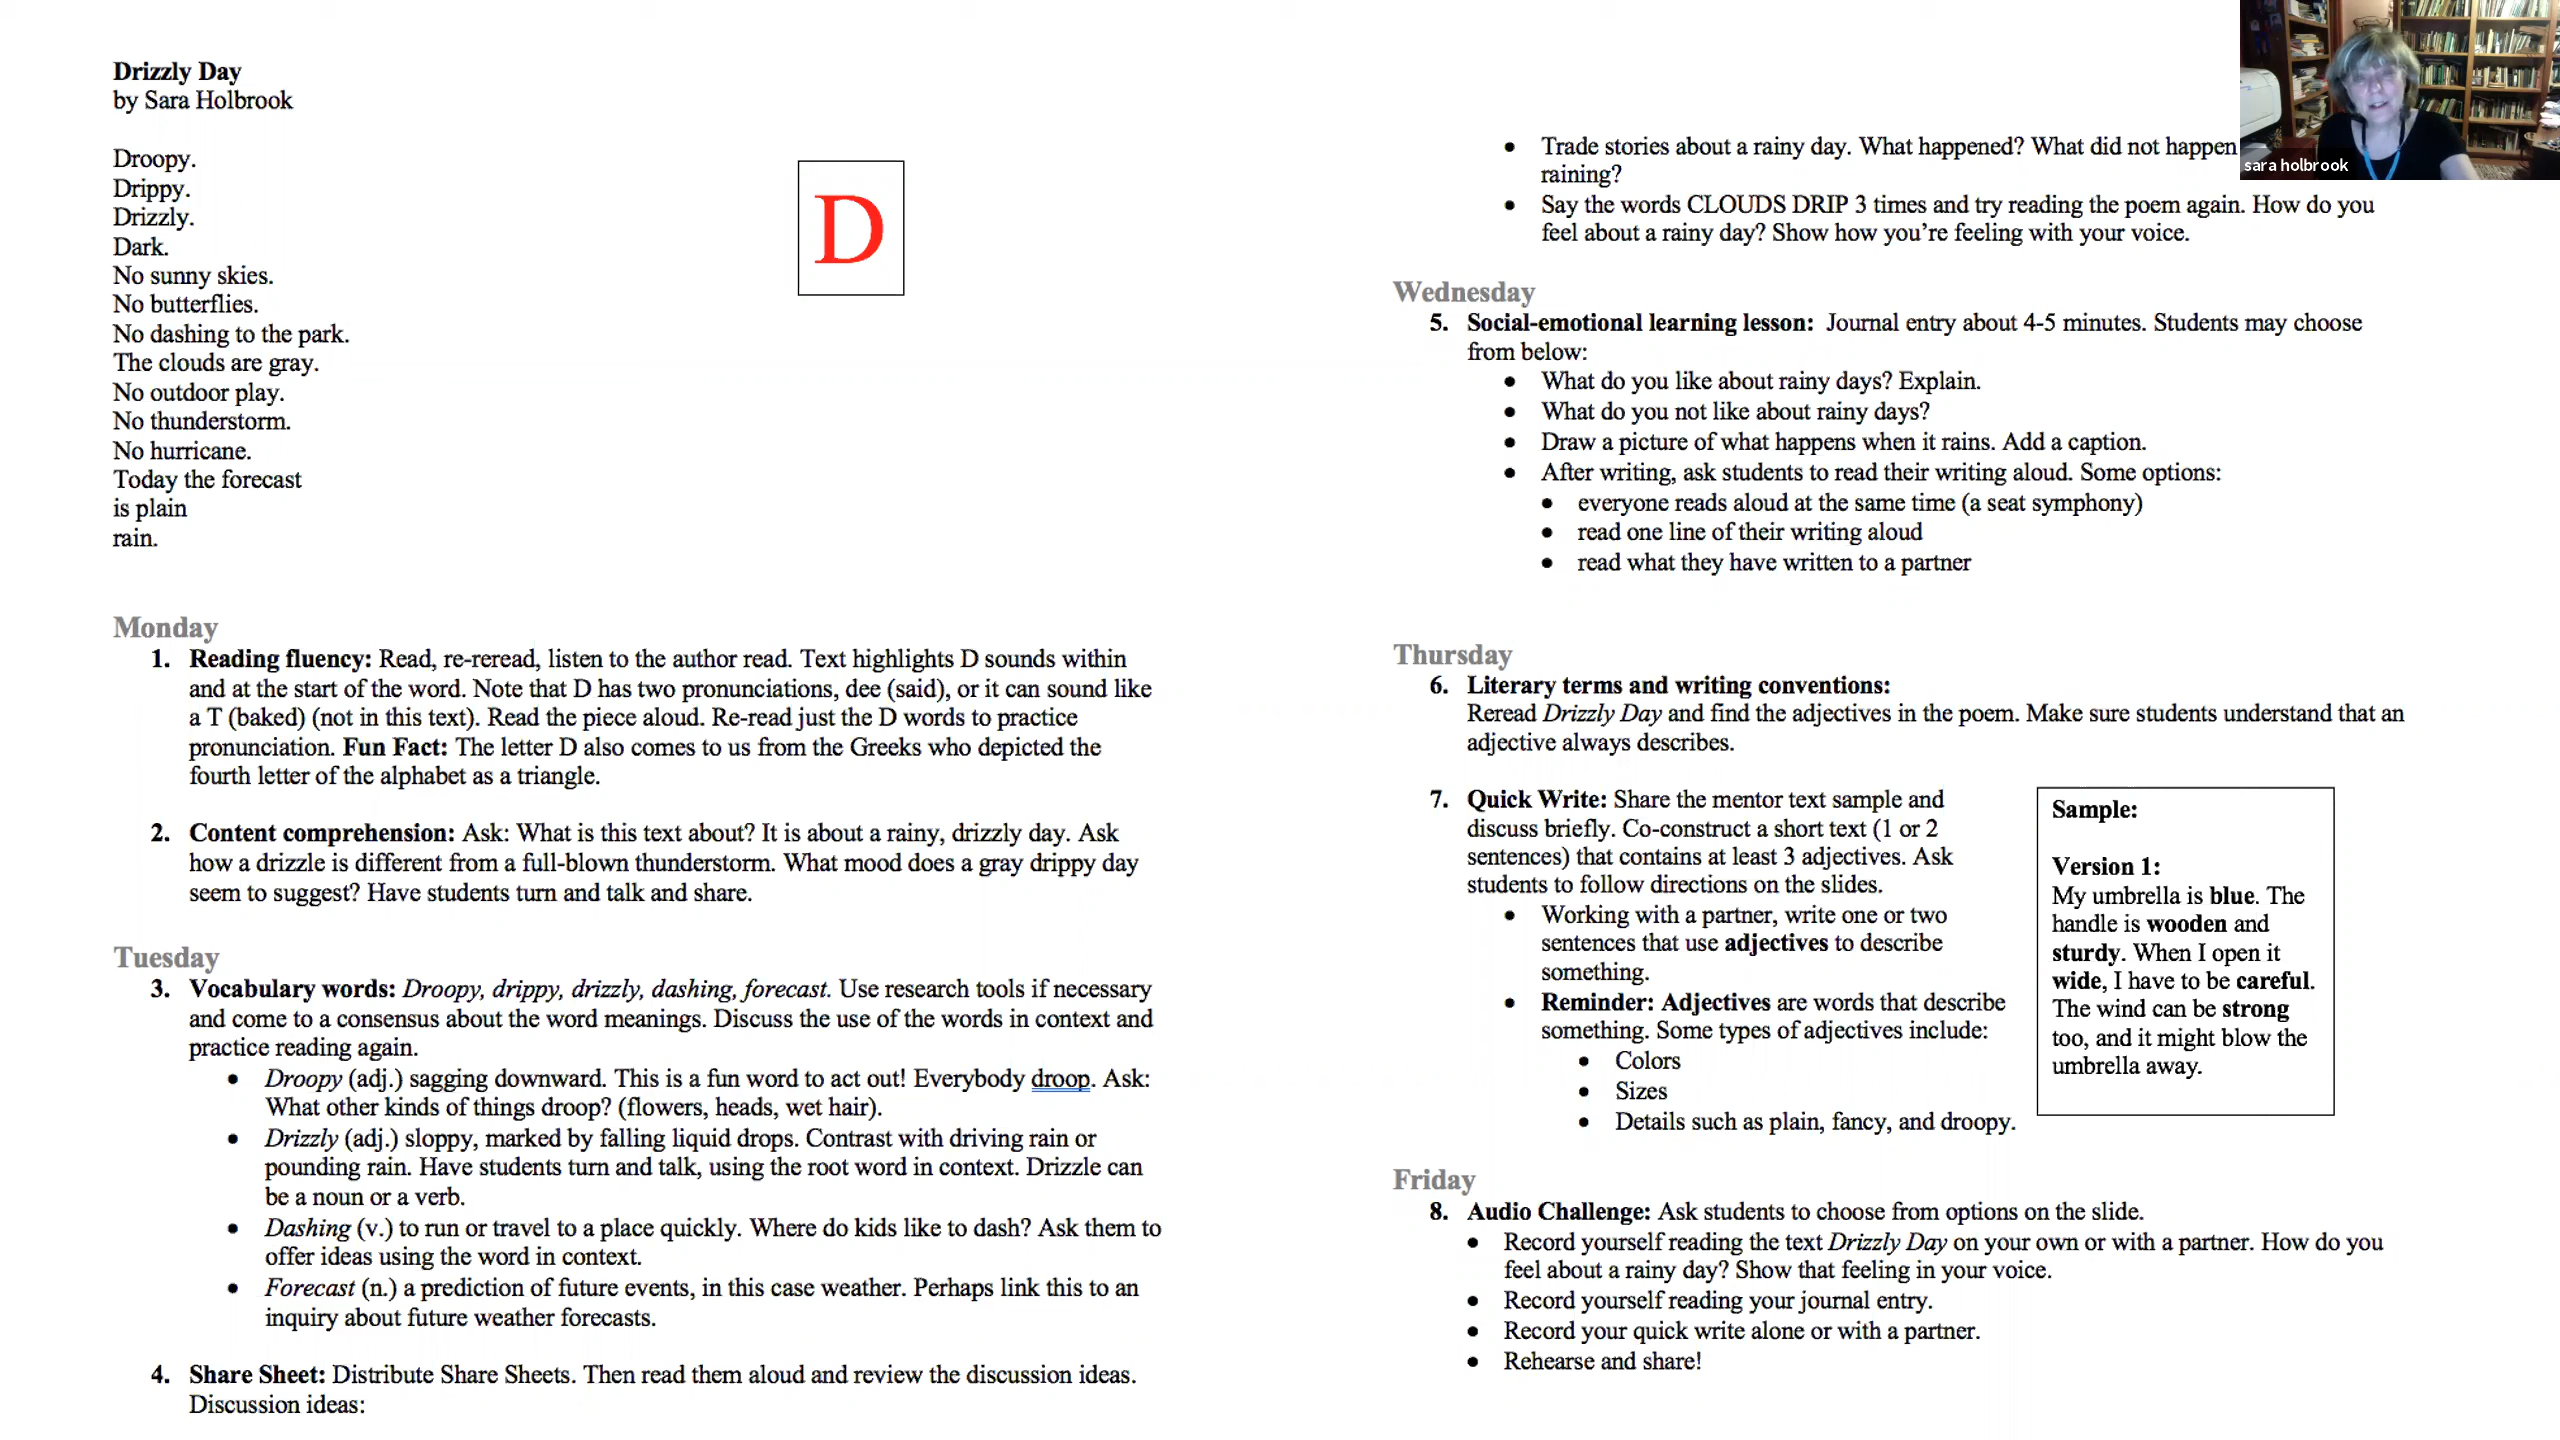 Drizzly Day
by Sara Holbrook
Droopy.
Drippy.
Drizzly.
Dark.
No sunny skies.
No butterflies.
No dashing to the park.
The clouds are gray.
No outdoor play.
No thunderstorm.
No hurricane.
Today the forecast
is plain
rain.
D
Monday
1. Reading fluency: Read, re-reread, listen to the author read. Text highlights D sounds within
and at the start of the word. Note that D has two pronunciations, dee (said), or it can sound like
a T (baked) (not in this text). Read the piece aloud. Re-read just the D words to practice
pronunciation. Fun Fact: The letter D also comes to us from the Greeks who depicted the
fourth letter of the alphabet as a triangle.
2. Content comprehension: Ask: What is this text about? It is about a rainy, drizzly day. Ask
how a drizzle is different from a full-blown thunderstorm. What mood does a gray drippy day
seem to suggest? Have students turn and talk and share.
Tuesday
3. Vocabulary words: Droopy, drippy, drizzly, dashing, forecast. Use research tools if necessary
and come to a consensus about the word meanings. Discuss the use of the words in context and
practice reading again.
• Droopy (adj.) sagging downward. This is a fun word to act out! Everybody droop. Ask:
What other kinds of things droop? (flowers, heads, wet hair).
• Drizzly (adj.) sloppy, marked by falling liquid drops. Contrast with driving rain or
pounding rain. Have students turn and talk, using the root word in context. Drizzle can
be a noun or a verb.
• Dashing (v.) to run or travel to a place quickly. Where do kids like to dash? Ask them to
offer ideas using the word in context.
• Forecast (n.) a prediction of future events, in this case weather. Perhaps link this to an
inquiry about future weather forecasts.
4. Share Sheet: Distribute Share Sheets. Then read them aloud and review the discussion ideas.
Discussion ideas:
• Trade stories about a rainy day. What happened? What did not happen
raining?
• Say the words CLOUDS DRIP 3 times and try reading the poem again. How do you
feel about a rainy day? Show how you're feeling with your voice.
sara holbrook
Wednesday
5. Social-emotional learning lesson: Journal entry about 4-5 minutes. Students may choose
from below:
• What do you like about rainy days? Explain.
• What do you not like about rainy days?
• Draw a picture of what happens when it rains. Add a caption.
• After writing, ask students to read their writing aloud. Some options:
• everyone reads aloud at the same time (a seat symphony)
• read one line of their writing aloud
• read what they have written to a partner
Thursday
6. Literary terms and writing conventions:
Reread Drizzly Day and find the adjectives in the poem. Make sure students understand that an
adjective always describes.
7. Quick Write: Share the mentor text sample and
discuss briefly. Co-construct a short text (1 or 2
sentences) that contains at least 3 adjectives. Ask
students to follow directions on the slides.
• Working with a partner, write one or two
sentences that use adjectives to describe
something.
• Reminder: Adjectives are words that describe
something. Some types of adjectives include:
• Colors
• Sizes
• Details such as plain, fancy, and droopy.
Sample:
Version 1:
My umbrella is blue. The
handle is wooden and
sturdy. When I open it
wide, I have to be careful.
The wind can be strong
too, and it might blow the
umbrella away.
Friday
8. Audio Challenge: Ask students to choose from options on the slide.
• Record yourself reading the text Drizzly Day on your own or with a partner. How do you
feel about a rainy day? Show that feeling in your voice.
• Record yourself reading your journal entry.
• Record your quick write alone or with a partner.
• Rehearse and share!